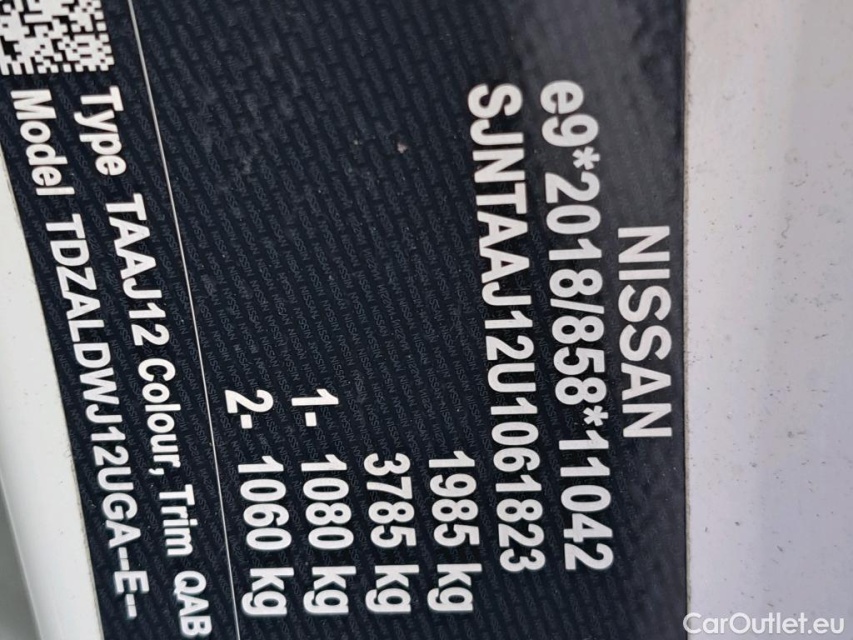 NISSAN
e9*2018/858*11042
SJNTAAJ12U1061823
1985 kg
3785 kg
1- 1080 kg
2- 1060 kg
Type TAAJ12 Colour, Trim QAB
Model TDZALDWJ12UGA--E--
CarOutlet.eu